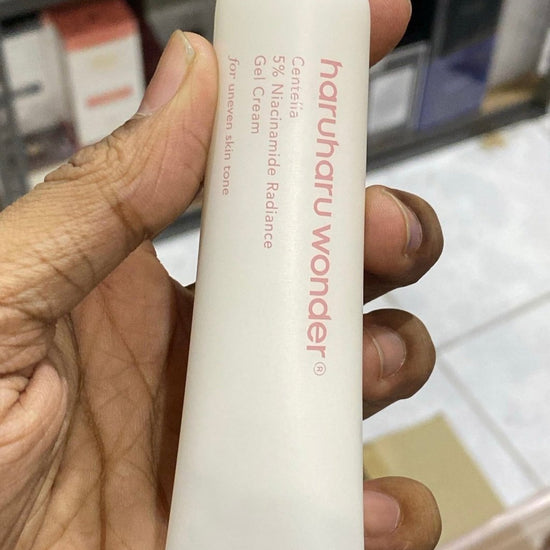 haruharu wonder®
Centella
5% Niacinamide Radiance
Gel Cream
for uneven skin tone